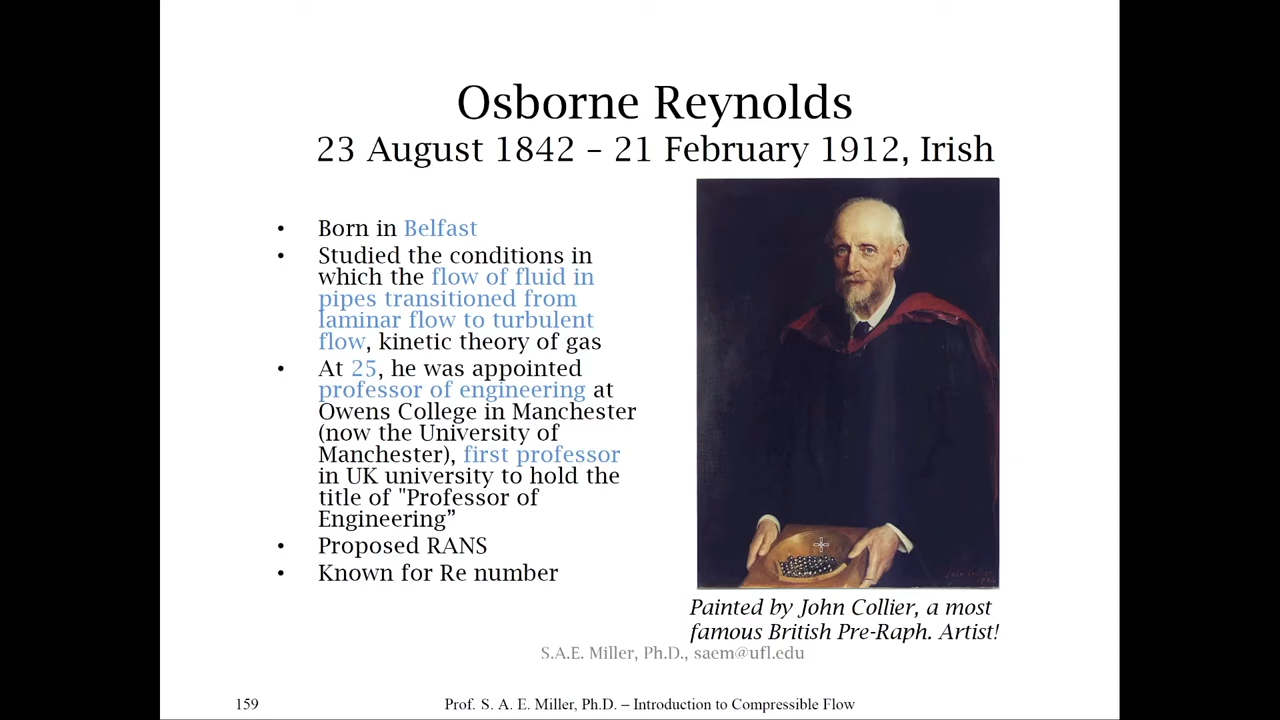 Osborne Reynolds
23 August 1842 – 21 February 1912, Irish
• Born in Belfast
• Studied the conditions in
which the flow of fluid in
pipes transitioned from
laminar flow to turbulent
flow, kinetic theory of gas
• At 25, he was appointed
professor of engineering at
Owens College in Manchester
(now the University of
Manchester), first professor
in UK university to hold the
title of "Professor of
Engineering”
• Proposed RANS
• Known for Re number
Painted by John Collier, a most
famous British Pre-Raph. Artist!
S.A.E. Miller, Ph.D., saem@ufl.edu
159
Prof. S. A. E. Miller, Ph.D. – Introduction to Compressible Flow